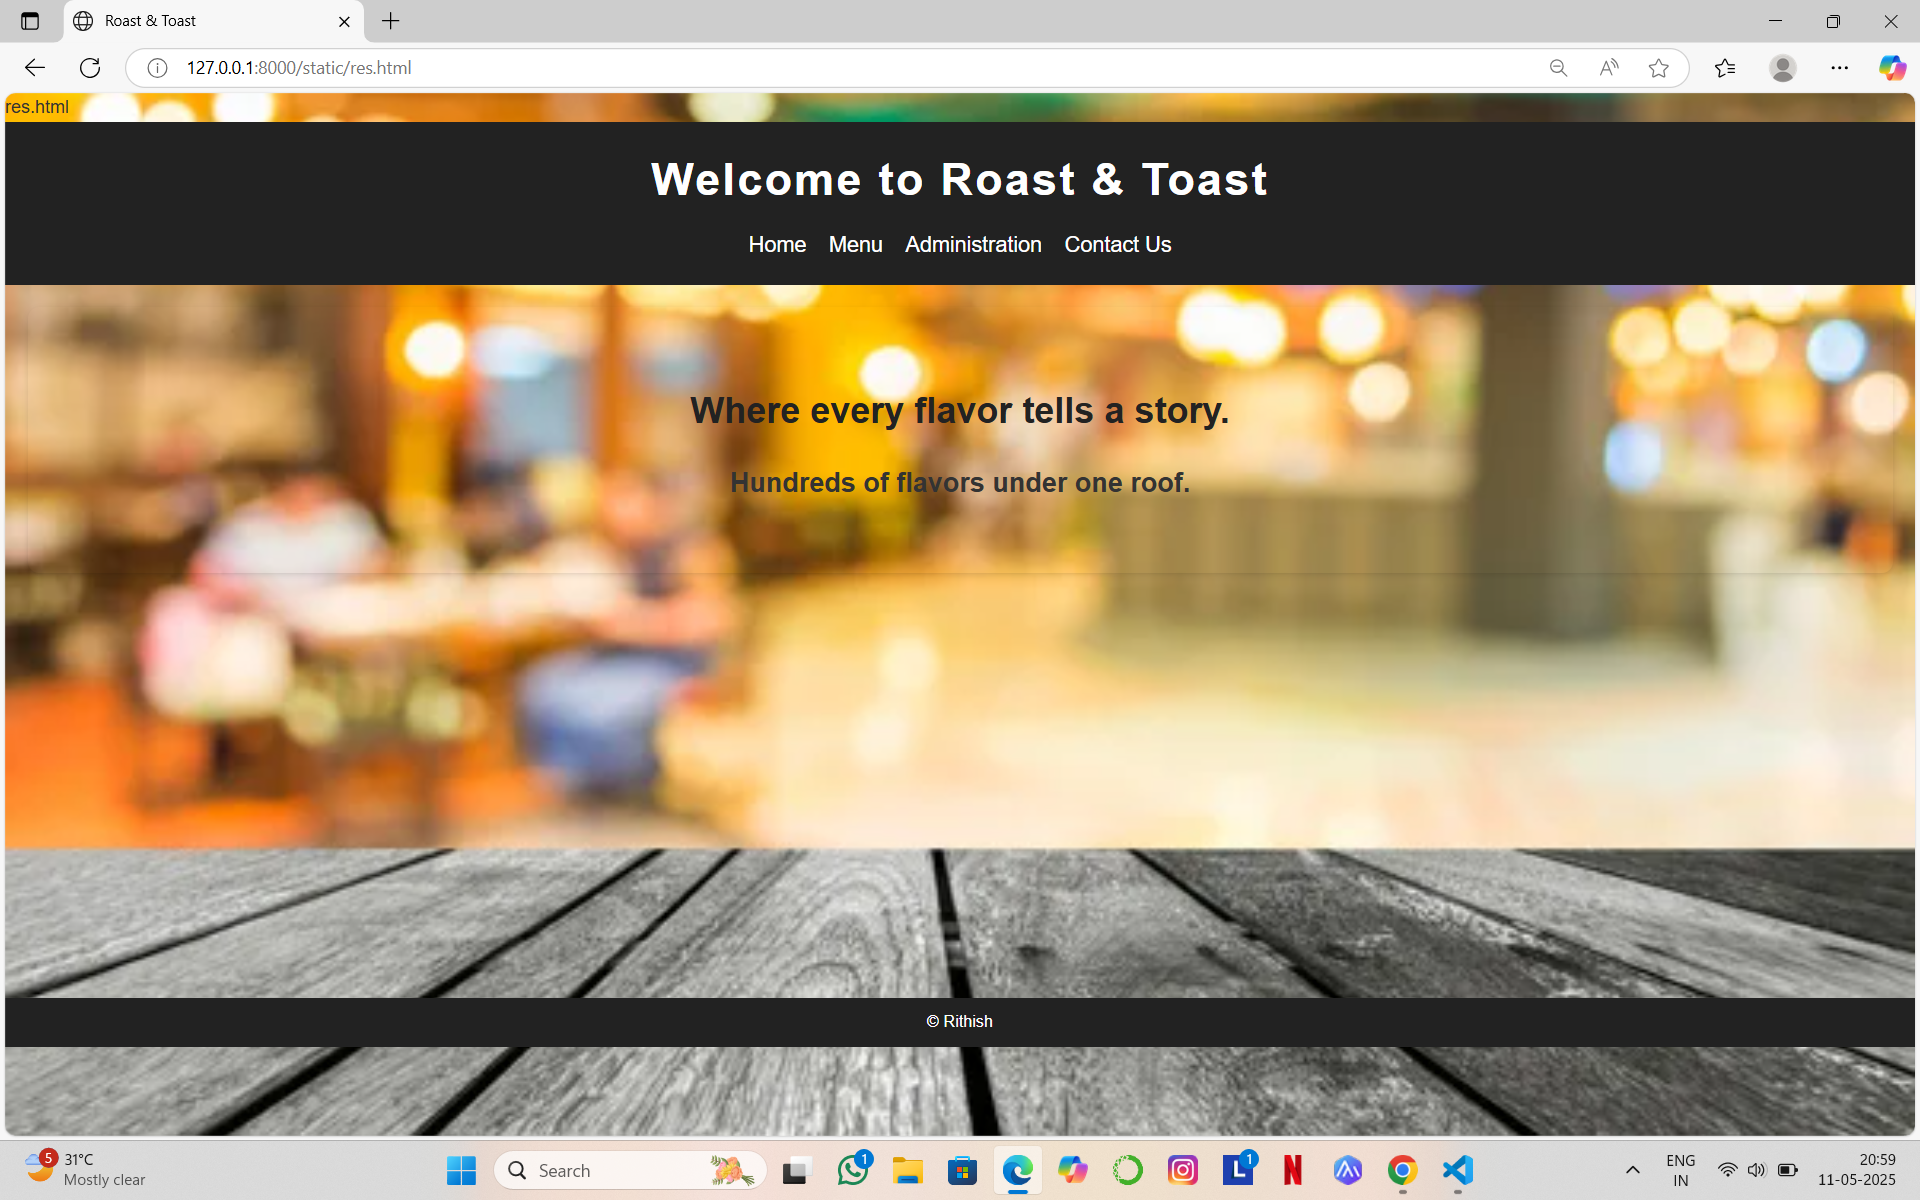 Roast & Toast
127.0.0.1:8000/static/res.html
res.html
Welcome to Roast & Toast
Home Menu Administration Contact Us
Where every flavor tells a story.
Hundreds of flavors under one roof.
© Rithish
5
31°C
Mostly clear
Search
1
L
1
N
ENG
IN
20:59
11-05-2025